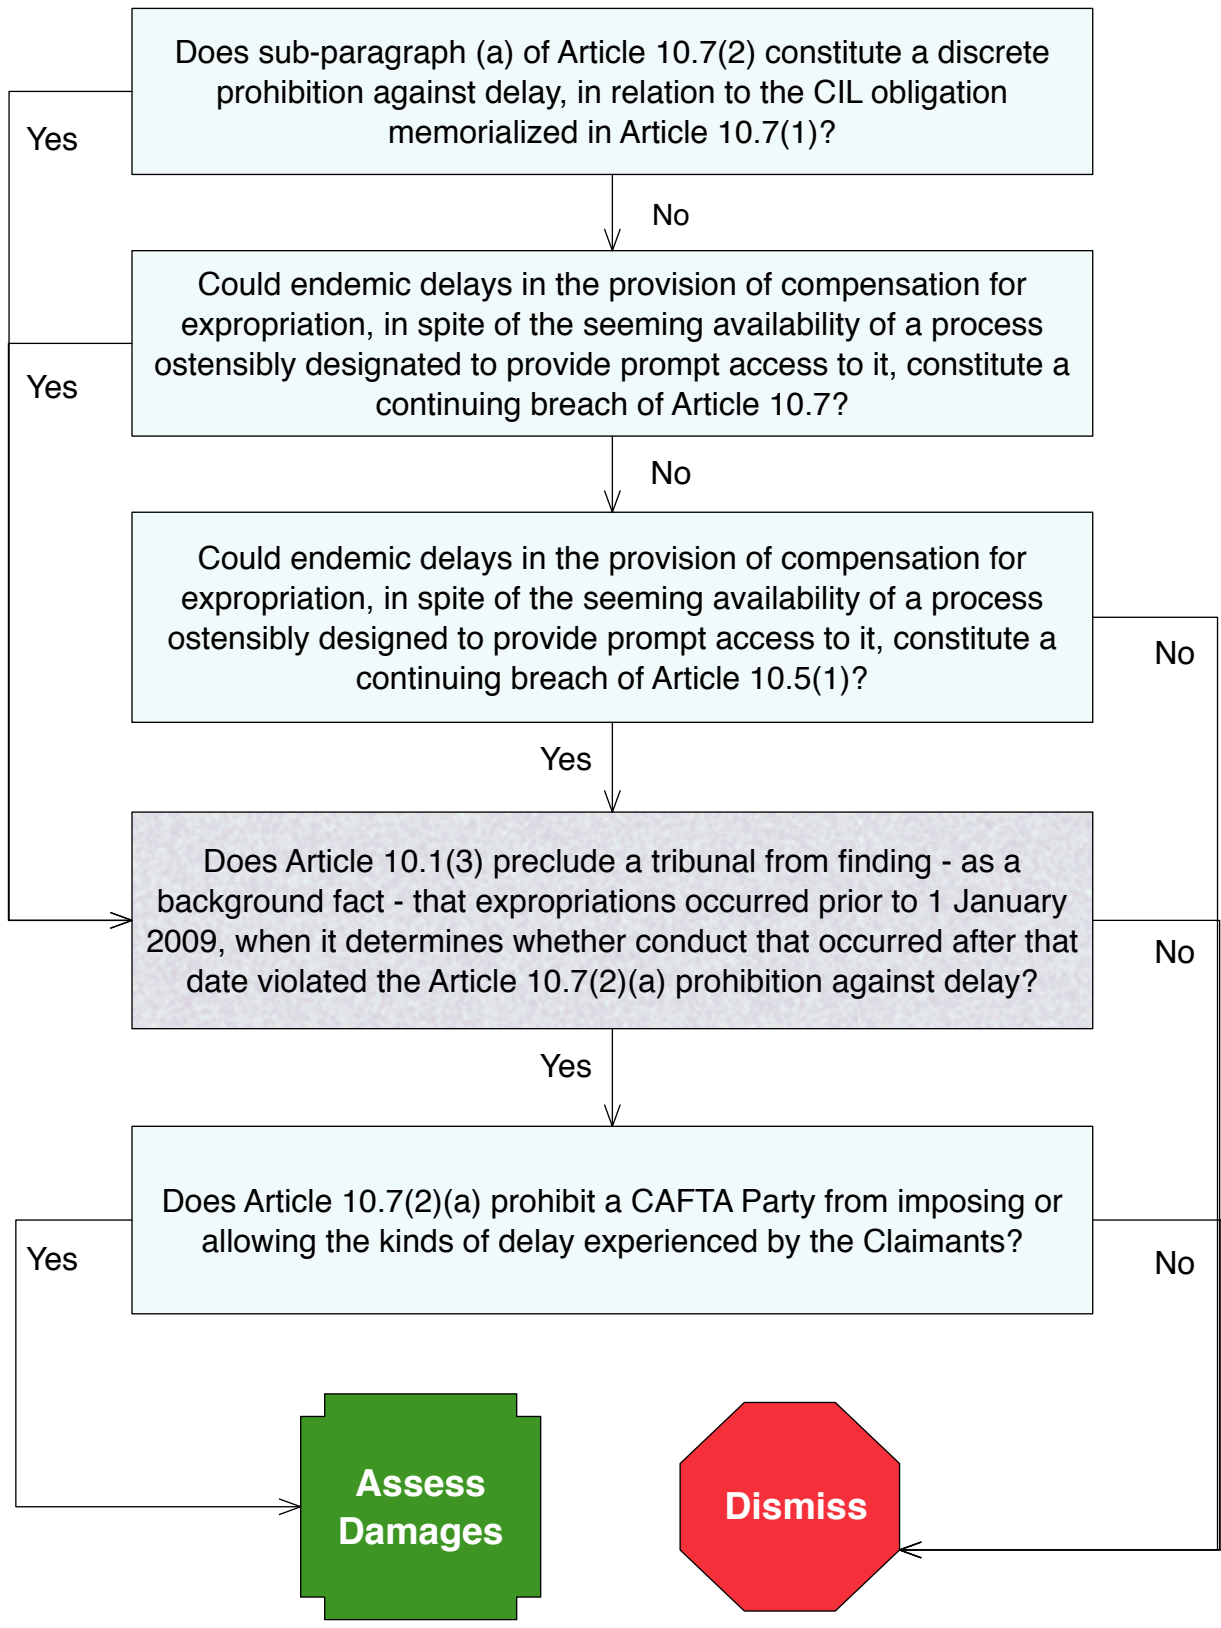 Does sub-paragraph (a) of Article 10.7(2) constitute a discrete
prohibition against delay, in relation to the CIL obligation
memorialized in Article 10.7(1)?
Yes
No
Could endemic delays in the provision of compensation for
expropriation, in spite of the seeming availability of a process
ostensibly designated to provide prompt access to it, constitute a
continuing breach of Article 10.7?
Yes
No
Could endemic delays in the provision of compensation for
expropriation, in spite of the seeming availability of a process
ostensibly designed to provide prompt access to it, constitute a
continuing breach of Article 10.5(1)?
No
Yes
Does Article 10.1(3) preclude a tribunal from finding - as a
background fact - that expropriations occurred prior to 1 January
2009, when it determines whether conduct that occurred after that
date violated the Article 10.7(2)(a) prohibition against delay?
No
Yes
Does Article 10.7(2)(a) prohibit a CAFTA Party from imposing or
allowing the kinds of delay experienced by the Claimants?
Yes
No
Assess
Damages
Dismiss